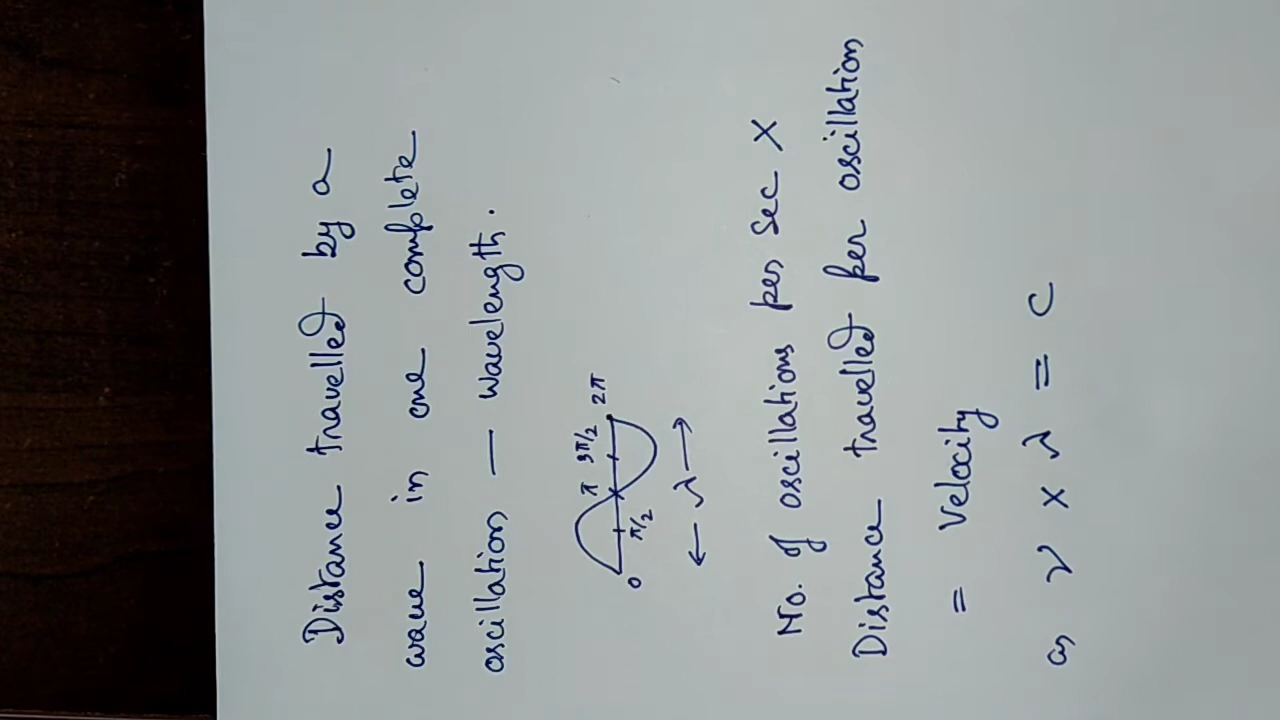 Distance travelled by a
wave in one complete
oscillation — wavelength.
0 π/2 π 3π/2 2π
← λ →
No. of oscillations per sec ×
Distance travelled per oscillation
= velocity
as ν × λ = c